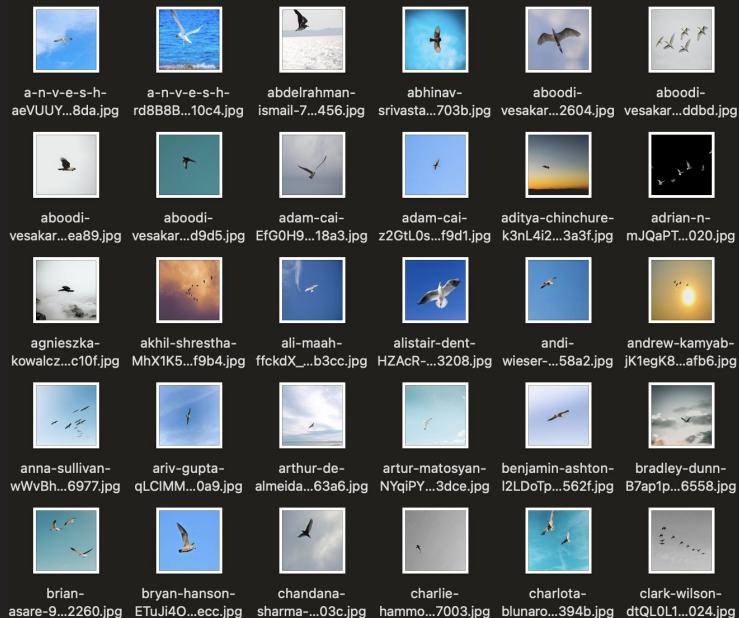 a-n-v-e-s-h-
aeVUUY...8da.jpg
a-n-v-e-s-h-
rd8B8B...10c4.jpg
abdelrahman-
ismail-7...456.jpg
abhinav-
srivasta...703b.jpg
aboodi-
vesakar...2604.jpg
aboodi-
vesakar...ddbd.jpg
aboodi-
vesakar...ea89.jpg
aboodi-
vesakar...d9d5.jpg
adam-cai-
EfG0H9...18a3.jpg
adam-cai-
z2GtL0s...f9d1.jpg
aditya-chinchure-
k3nL4i2...3a3f.jpg
adrian-n-
mJQaPT...020.jpg
agnieszka-
kowalcz...c10f.jpg
akhil-shrestha-
MhX1K5...f9b4.jpg
ali-maah-
ffckdX_...b3cc.jpg
alistair-dent-
HZAcR-...3208.jpg
andi-
wieser-...58a2.jpg
andrew-kamyab-
jK1egK8...afb6.jpg
anna-sullivan-
wWvBh...6977.jpg
ariv-gupta-
qLCIMM...0a9.jpg
arthur-de-
almeida...63a6.jpg
artur-matosyan-
NYqiPY...3dce.jpg
benjamin-ashton-
l2LDoTp...562f.jpg
bradley-dunn-
B7ap1p...6558.jpg
brian-
asare-9...2260.jpg
bryan-hanson-
ETuJi4O...ecc.jpg
chandana-
sharma-...03c.jpg
charlie-
hammo...7003.jpg
charlota-
blunaro...394b.jpg
clark-wilson-
dtQL0L1...024.jpg